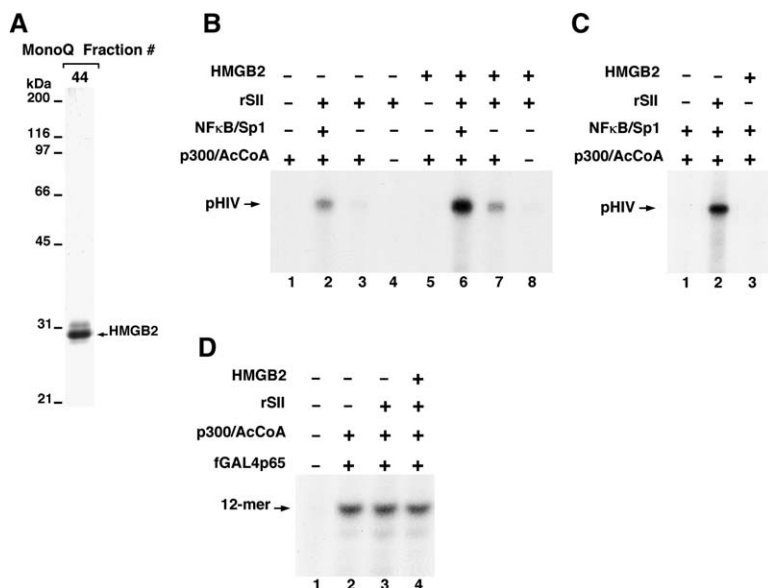 A
MonoQ Fraction #
44
kDa
200
116
97
66
45
31
21
HMGB2
B
HMGB2 – – – – + + + +
rSII – + + + – + + +
NFκB/Sp1 – + – – – + – –
p300/AcCoA + + + – + + + –
pHIV
1 2 3 4 5 6 7 8
C
HMGB2 – – +
rSII – + –
NFκB/Sp1 + + +
p300/AcCoA + + +
pHIV
1 2 3
D
HMGB2 – – – +
rSII – – + +
p300/AcCoA – + + +
fGAL4p65 – + + +
12-mer
1 2 3 4